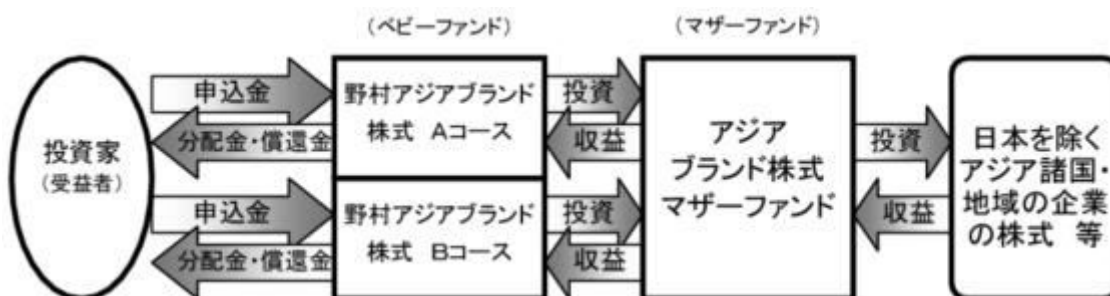 (ベビーファンド)
(マザーファンド)
投資家
(受益者)
申込金
分配金・償還金
申込金
分配金・償還金
野村アジアブランド
株式 Aコース
野村アジアブランド
株式 Bコース
投資
収益
投資
収益
アジア
ブランド株式
マザーファンド
投資
収益
日本を除く
アジア諸国・
地域の企業
の株式 等